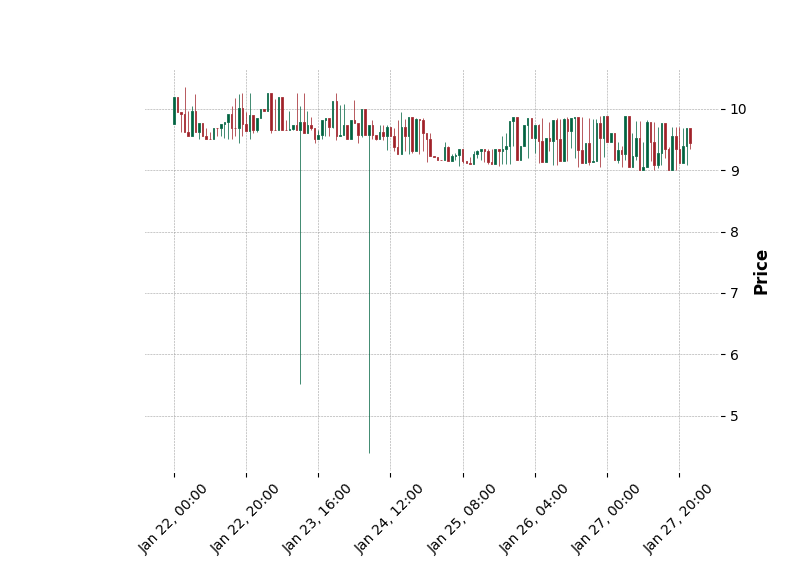 10
9
8
7
6
5
Price
Jan 22, 00:00
Jan 22, 20:00
Jan 23, 16:00
Jan 24, 12:00
Jan 25, 08:00
Jan 26, 04:00
Jan 27, 00:00
Jan 27, 20:00